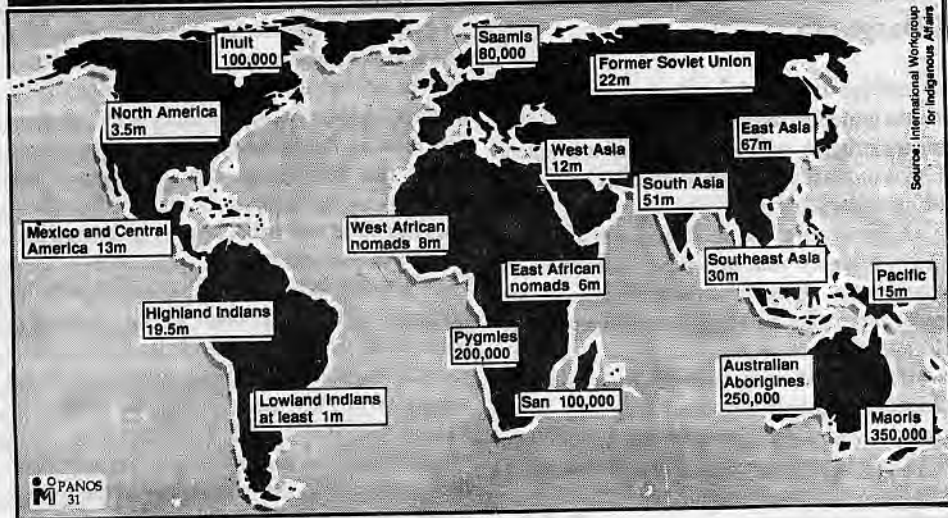 Inuit
100,000
Saamis
80,000
Former Soviet Union
22m
North America
3.5m
East Asia
67m
West Asia
12m
South Asia
51m
Mexico and Central
America 13m
West African
nomads 8m
Southeast Asia
30m
East African
nomads 6m
Pacific
15m
Highland Indians
19.5m
Pygmies
200,000
Australian
Aborigines
250,000
Lowland Indians
at least 1m
San 100,000
Maoris
350,000
PANOS
31
Source: International Workgroup
for Indigenous Affairs